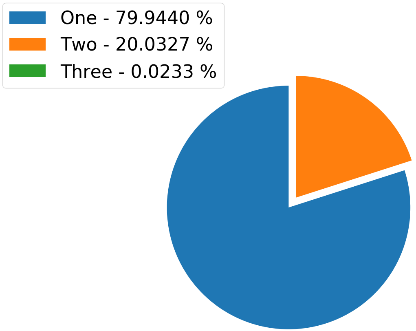 One - 79.9440 %
Two - 20.0327 %
Three - 0.0233 %